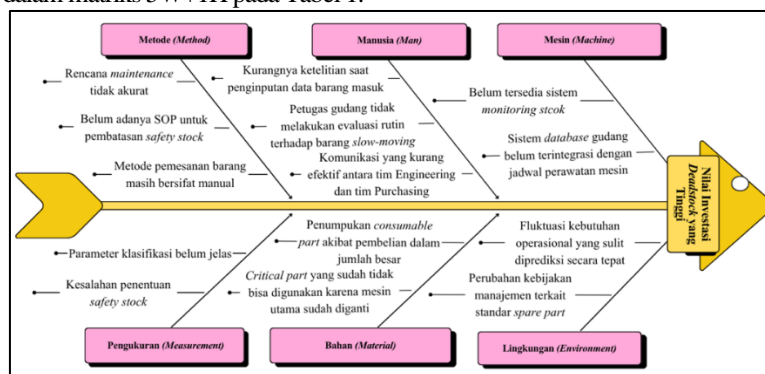 dalam matriks 5W+1H pada Tabel 1.
Metode (Method)
Manusia (Man)
Mesin (Machine)
Rencana maintenance
tidak akurat
Belum adanya SOP untuk
pembatasan safety stock
Metode pemesanan barang
masih bersifat manual
Kurangnya ketelitian saat
penginputan data barang masuk
Petugas gudang tidak
melakukan evaluasi rutin
terhadap barang slow-moving
Komunikasi yang kurang
efektif antara tim Engineering
dan tim Purchasing
Belum tersedia sistem
monitoring stcok
Sistem database gudang
belum terintegrasi dengan
jadwal perawatan mesin
Nilai Investasi
Deadstock yang
Tinggi
Parameter klasifikasi belum jelas
Kesalahan penentuan
safety stock
Penumpukan consumable
part akibat pembelian dalam
jumlah besar
Critical part yang sudah tidak
bisa digunakan karena mesin
utama sudah diganti
Fluktuasi kebutuhan
operasional yang sulit
diprediksi secara tepat
Perubahan kebijakan
manajemen terkait
standar spare part
Pengukuran (Measurement)
Bahan (Material)
Lingkungan (Environment)